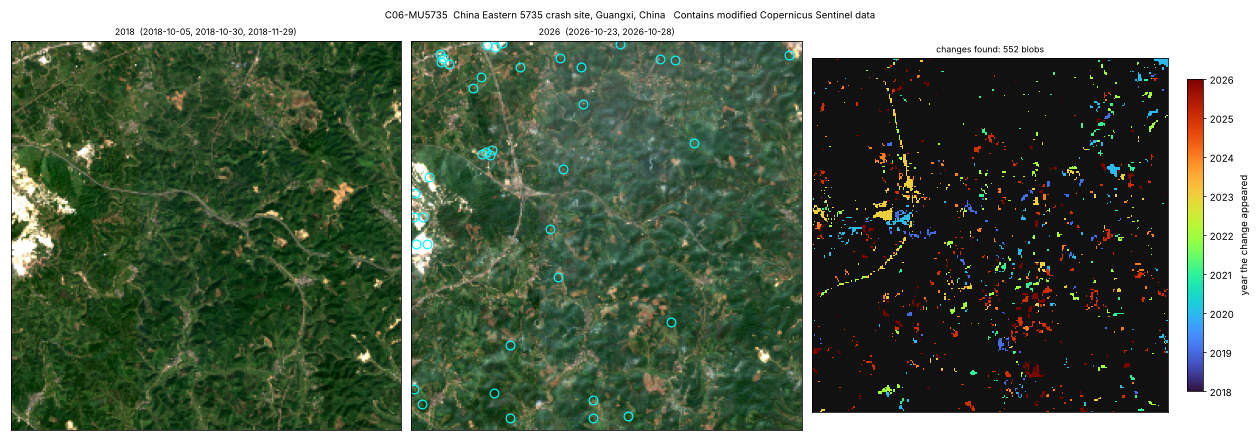 C06-MU5735  China Eastern 5735 crash site, Guangxi, China   Contains modified Copernicus Sentinel data
2018  (2018-10-05, 2018-10-30, 2018-11-29)
2026  (2026-10-23, 2026-10-28)
changes found: 552 blobs
2026
2025
2024
2023
2022
2021
2020
2019
2018
year the change appeared